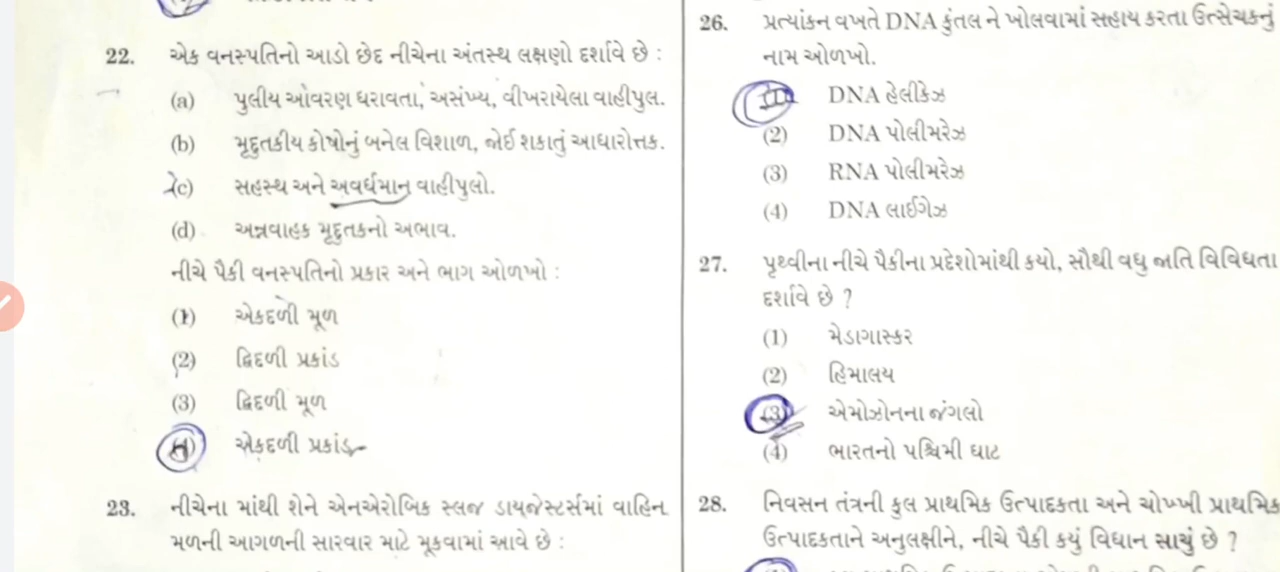 22. એક વનસ્પતિનો આડો છેદ નીચેના અંતસ્થ લક્ષણો દર્શાવે છે :
(a) પુલીય આવરણ ધરાવતા, અસંખ્ય, વીખરાયેલા વાહીપુલ.
(b) મૃદુતકીય કોષોનું બનેલ વિશાળ, જોઈ શકાતું આધારોત્તક.
(c) સહસ્થ અને અવર્ધમાન વાહીપુલો.
(d) અન્નવાહક મૃદુતકનો અભાવ.
નીચે પૈકી વનસ્પતિનો પ્રકાર અને ભાગ ઓળખો :
(1) એકદળી મૂળ
(2) દ્વિદળી પ્રકાંડ
(3) દ્વિદળી મૂળ
(4) એકદળી પ્રકાંડ
23. નીચેના માંથી શેને એનએરોબિક સ્લજ ડાયજેસ્ટર્સમાં વાહિન
મળની આગળની સારવાર માટે મૂકવામાં આવે છે :
26. પ્રત્યાંકન વખતે DNA કુંતલ ને ખોલવામાં સહાય કરતા ઉત્સેચકનું
નામ ઓળખો.
DNA હેલીકેઝ
(2) DNA પોલીમરેઝ
(3) RNA પોલીમરેઝ
(4) DNA લાઈગેઝ
27. પૃથ્વીના નીચે પૈકીના પ્રદેશોમાંથી કયો, સૌથી વધુ જાતિ વિવિધતા
દર્શાવે છે ?
(1) મેડાગાસ્કર
(2) હિમાલય
(3) એમોઝોનના જંગલો
(4) ભારતનો પશ્ચિમી ઘાટ
28. નિવસન તંત્રની કુલ પ્રાથમિક ઉત્પાદકતા અને ચોખ્ખી પ્રાથમિક
ઉત્પાદકતાને અનુલક્ષીને, નીચે પૈકી કયું વિધાન સાચું છે ?